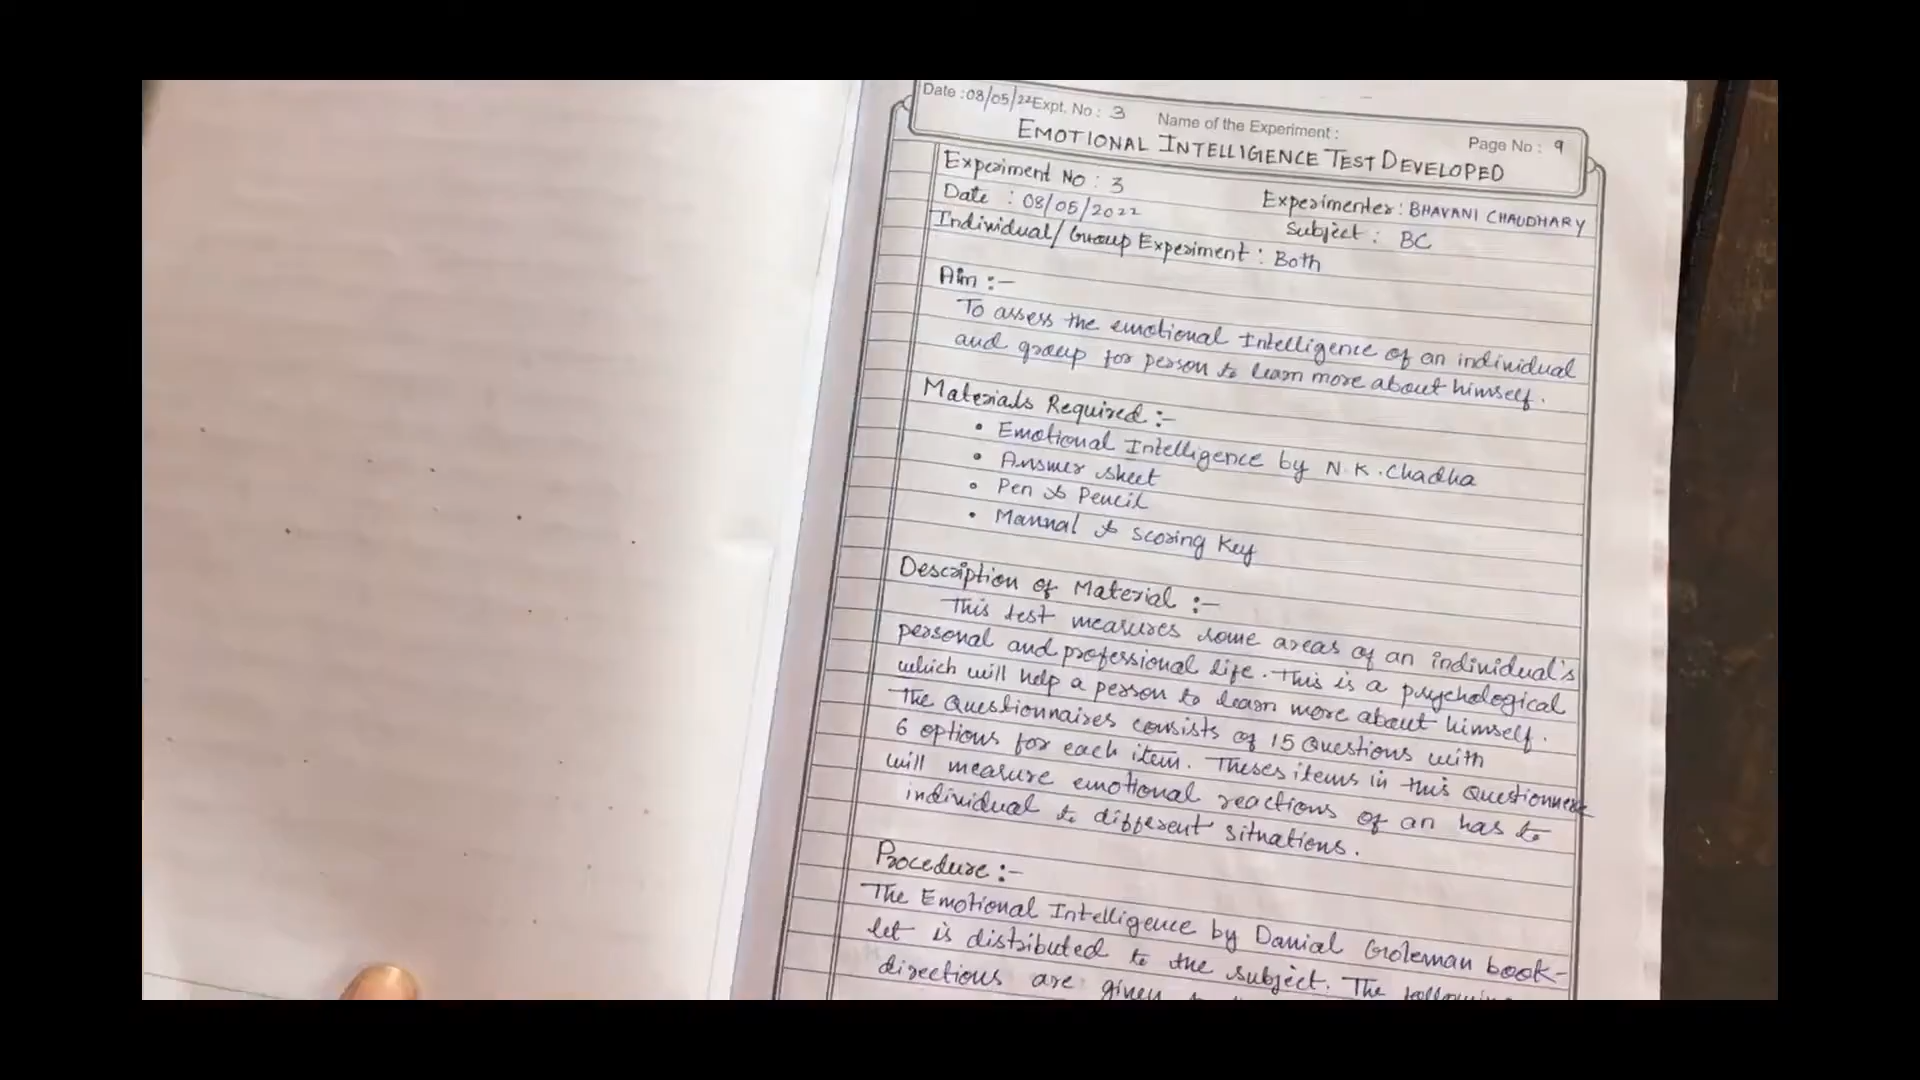 Date : 08/05/22 Expt. No : 3 Name of the Experiment : Page No : 9
EMOTIONAL INTELLIGIENCE TEST DEVELOPED
Experiment No : 3 Experimenter : BHAVANI CHAUDHARY
Date : 08/05/2022 Subject : BC
Individual/Group Experiment : Both
Aim :-
To assess the emotional Intelligence of an individual
and group for person to learn more about himself.
Materials Required :-
• Emotional Intelligence by N.K.Chadha
• Answer sheet
• Pen & Pencil
• Mannal & scoring Key
Description of Material :-
This test measures some areas of an individual's
personal and professional life. This is a psychological
which will help a person to learn more about himself.
The Questionnaires consists of 15 Questions with
6 options for each item. Theses items in this Questionnere
will measure emotional reactions of an has to
individual to different situations.
Procedure :-
The Emotional Intelligence by Danial Goleman book-
let is distributed to the subject. The
directions are given